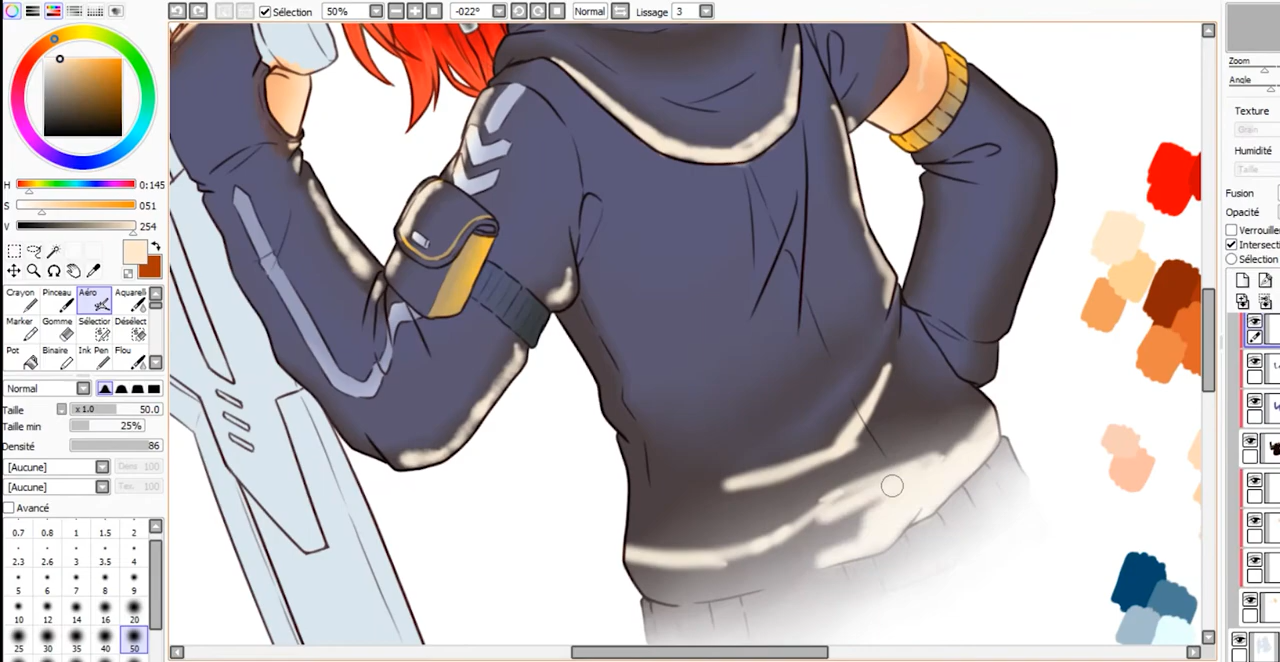 Sélection 50% -022° Normal Lissage 3
H 0:145
S 051
V 254
Crayon Pinceau Aéro Aquarell
Marker Gomme Sélection Désélect
Pot Binaire Ink Pen Flou
Normal
Taille x 1.0 50.0
Taille min 25%
Densité 86
[Aucune] Dens 100
[Aucune] Tex. 100
Avancé
0.7 0.8 1 1.5 2
2.3 2.6 3 3.5 4
5 6 7 8 9
10 12 14 16 20
25 30 35 40 50
Zoom
Angle
Texture
Grain
Humidité
Taille
Fusion
Opacité
Verrouille
Intersecti
Sélection